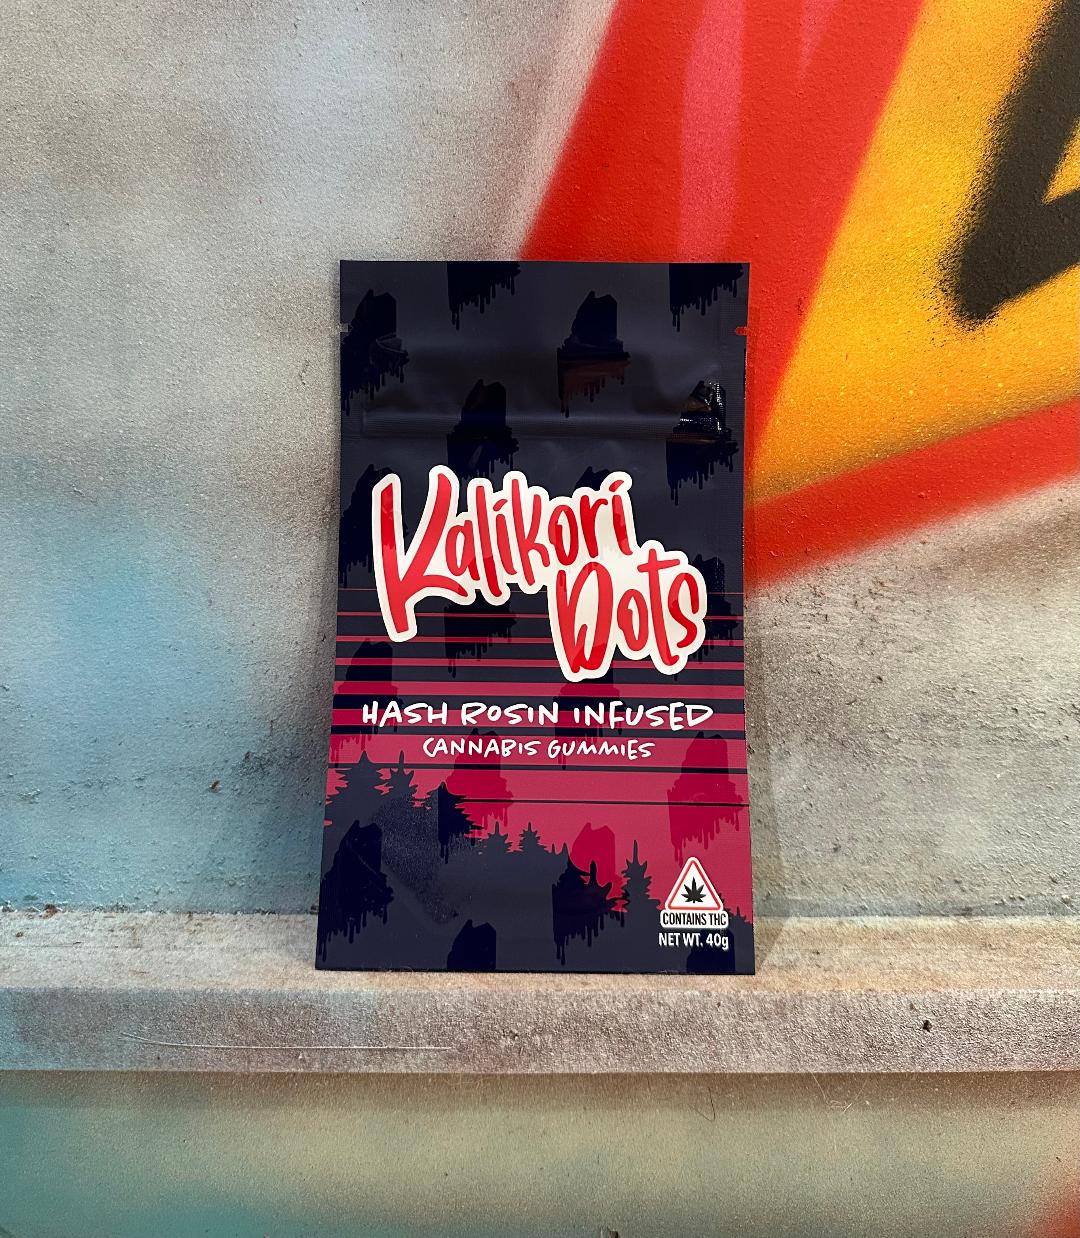 Kalikori
Dots
HASH ROSIN INFUSED
CANNABIS GUMMIES
CONTAINS THC
NET WT. 40g